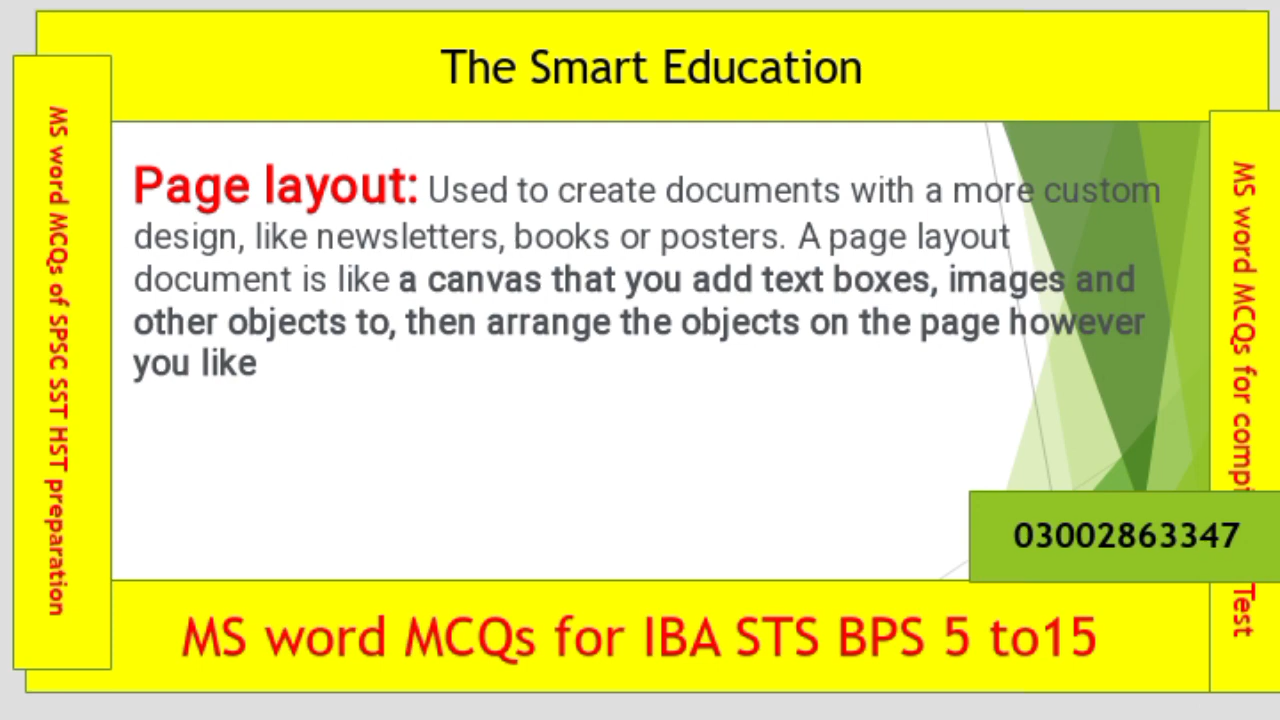 The Smart Education
MS word MCQs of SPSC SST HST preparation
Page layout: Used to create documents with a more custom
design, like newsletters, books or posters. A page layout
document is like a canvas that you add text boxes, images and
other objects to, then arrange the objects on the page however
you like
MS word MCQs for
Test
03002863347
MS word MCQs for IBA STS BPS 5 to15